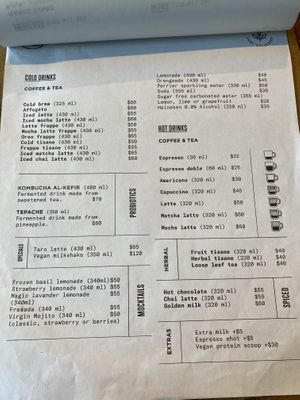 COLD DRINKS
COFFEE & TEA
Cold brew (325 ml) $60
Affogato $60
Iced latte (430 ml) $55
Iced mocha latte (430 ml) $65
Latte frappe (430 ml) $60
Mocha latte frappe (430 ml) $65
Oreo frappe (430 ml) $65
Cold tisane (430 ml) $50
Frappe tisane (430 ml) $55
Iced matcha latte (430 ml) $65
Iced chai latte (430 ml) $60
KOMBUCHA AL-KEFIR (480 ml)
Fermented drink made from
sweetened tea. $70
TEPACHE (350 ml)
Fermented drink made from
pineapple. $60
PROBIOTICS
SPECIALS
Taro latte (430 ml) $65
Vegan milkshake (350 ml) $120
Frozen basil lemonade (340ml) $50
Strawberry lemonade (340 ml) $55
Magic lavander lemonade $55
(340ml)
Fresada (340 ml) $55
Virgin Mojito (340 ml) $50
(classic, strawberry or berries)
MOCKTAILS
Lemonade (430 ml) $40
Orangeade (430 ml) $45
Perrier sparkling water (330 ml) $50
Soda (355 ml) $35
Sugar free carbonated water (355 ml)
Lemon, lime or grapefruit $20
Heineken 0.0% Alcohol (250 ml) $35
HOT DRINKS
COFFEE & TEA
Espresso (30 ml) $22
Espresso doble (60 ml) $25
Americano (320 ml) $30
Capuccino (320 ml) $45
Latte (320 ml) $50
Matcha latte (320 ml) $60
Mocha latte (320 ml) $60
HERBAL
Fruit tisane (320 ml) $40
Herbal tisane (320 ml) $40
Loose leaf tea (320 ml) $40
Hot chocolate (320 ml) $55
Chai latte (320 ml) $55
Golden milk (320 ml) $60
SPICED
EXTRAS
Extra milk +$5
Espresso shot +$5
Vegan protein scoop +$30